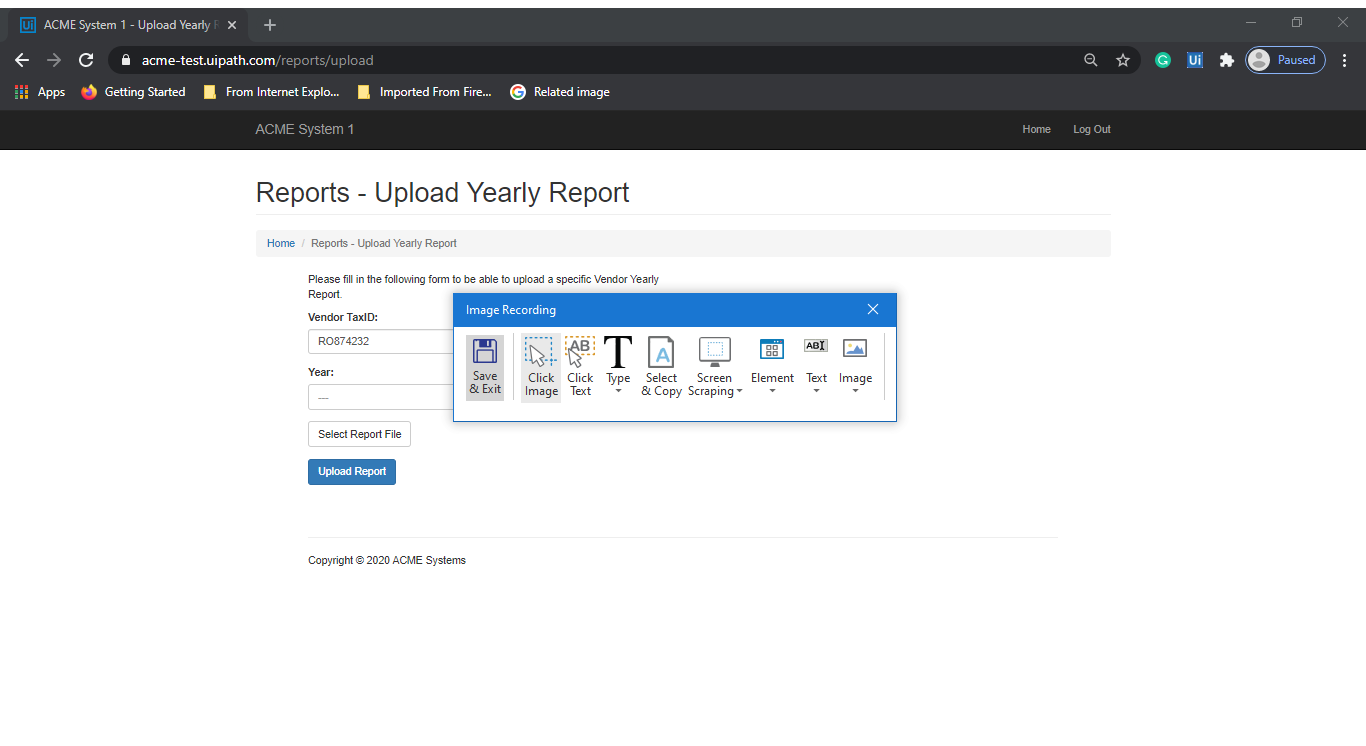 Ui ACME System 1 - Upload Yearly
acme-test.uipath.com/reports/upload
G Ui Paused
Apps Getting Started From Internet Explo... Imported From Fire... G Related image
ACME System 1 Home Log Out
Reports - Upload Yearly Report
Home / Reports - Upload Yearly Report
Please fill in the following form to be able to upload a specific Vendor Yearly
Report.
Vendor TaxID:
RO874232
Year:
---
Select Report File
Upload Report
Image Recording
AB T A ABI
Save & Exit
Click Image
Click Text
Type
Select & Copy
Screen Scraping
Element
Text
Image
Copyright © 2020 ACME Systems